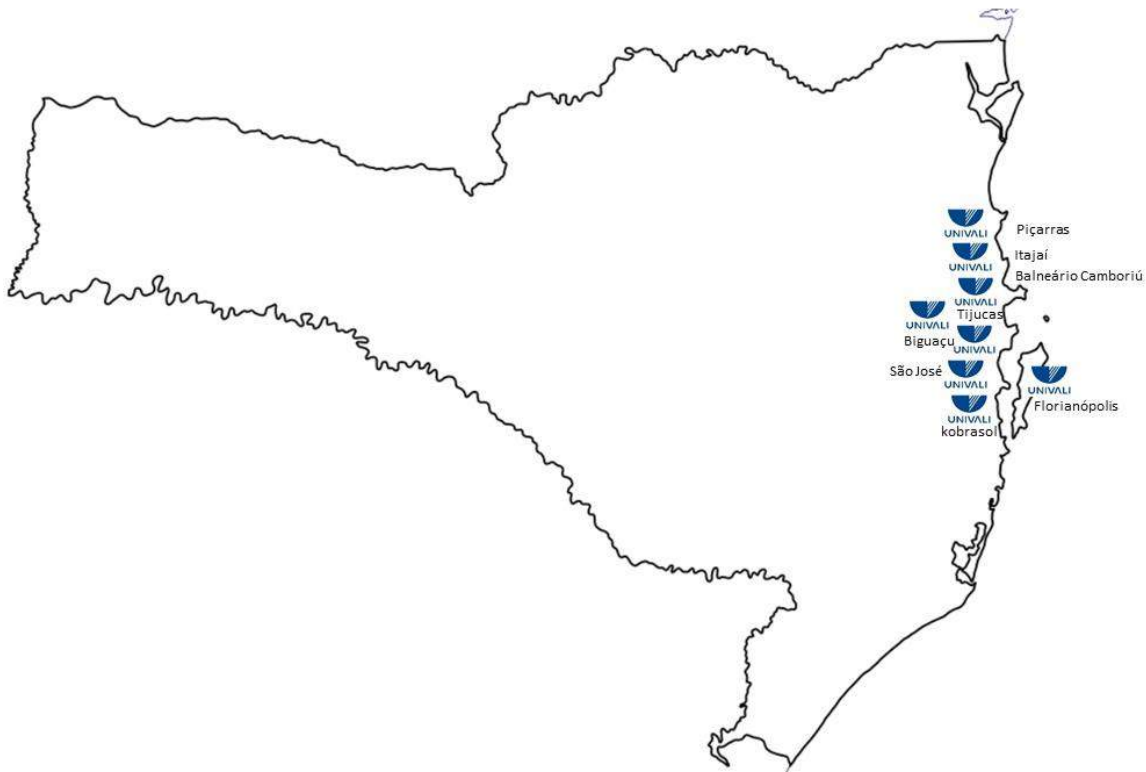 UNIVALI
Piçarras
UNIVALI
Itajaí
Balneário Camboriú
UNIVALI
Tijucas
UNIVALI
Biguaçu
UNIVALI
São José
UNIVALI
UNIVALI
Florianópolis
UNIVALI
kobrasol